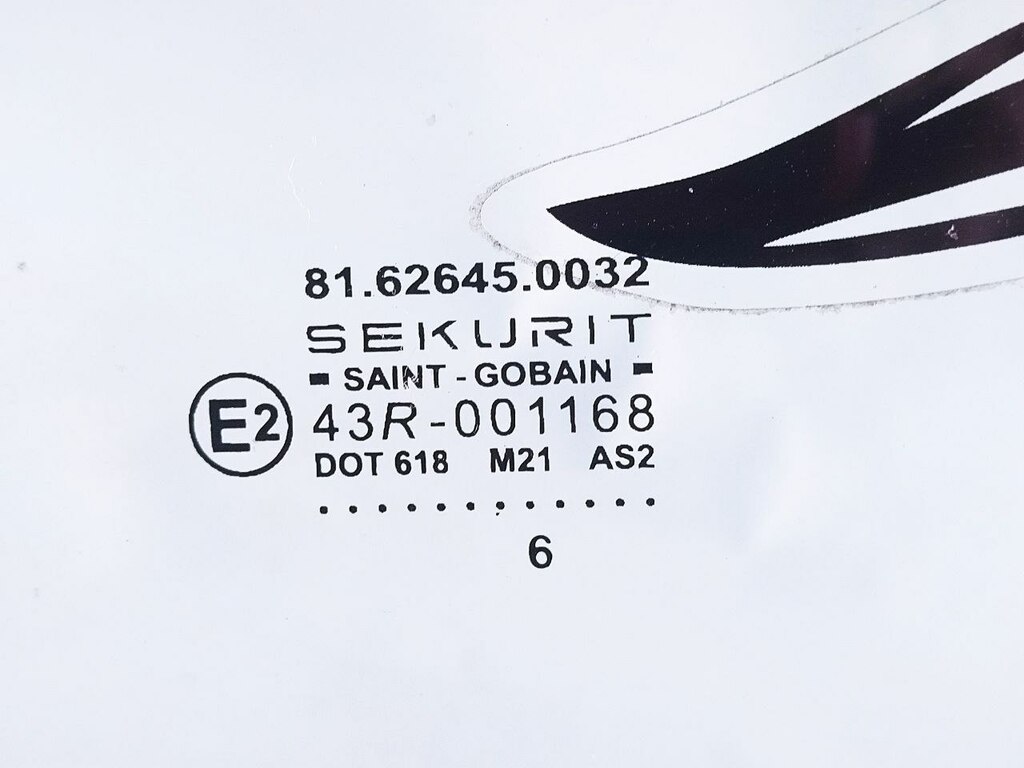 81.62645.0032
SEKURIT
- SAINT - GOBAIN -
E2 43R-001168
DOT 618 M21 AS2
. . . . . . . . . . . .
6